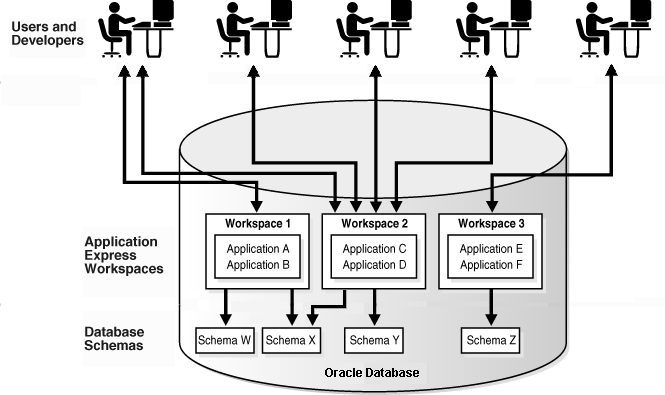 Users and
Developers
Workspace 1
Workspace 2
Workspace 3
Application A
Application B
Application C
Application D
Application E
Application F
Application
Express
Workspaces
Database
Schemas
Schema W
Schema X
Schema Y
Schema Z
Oracle Database